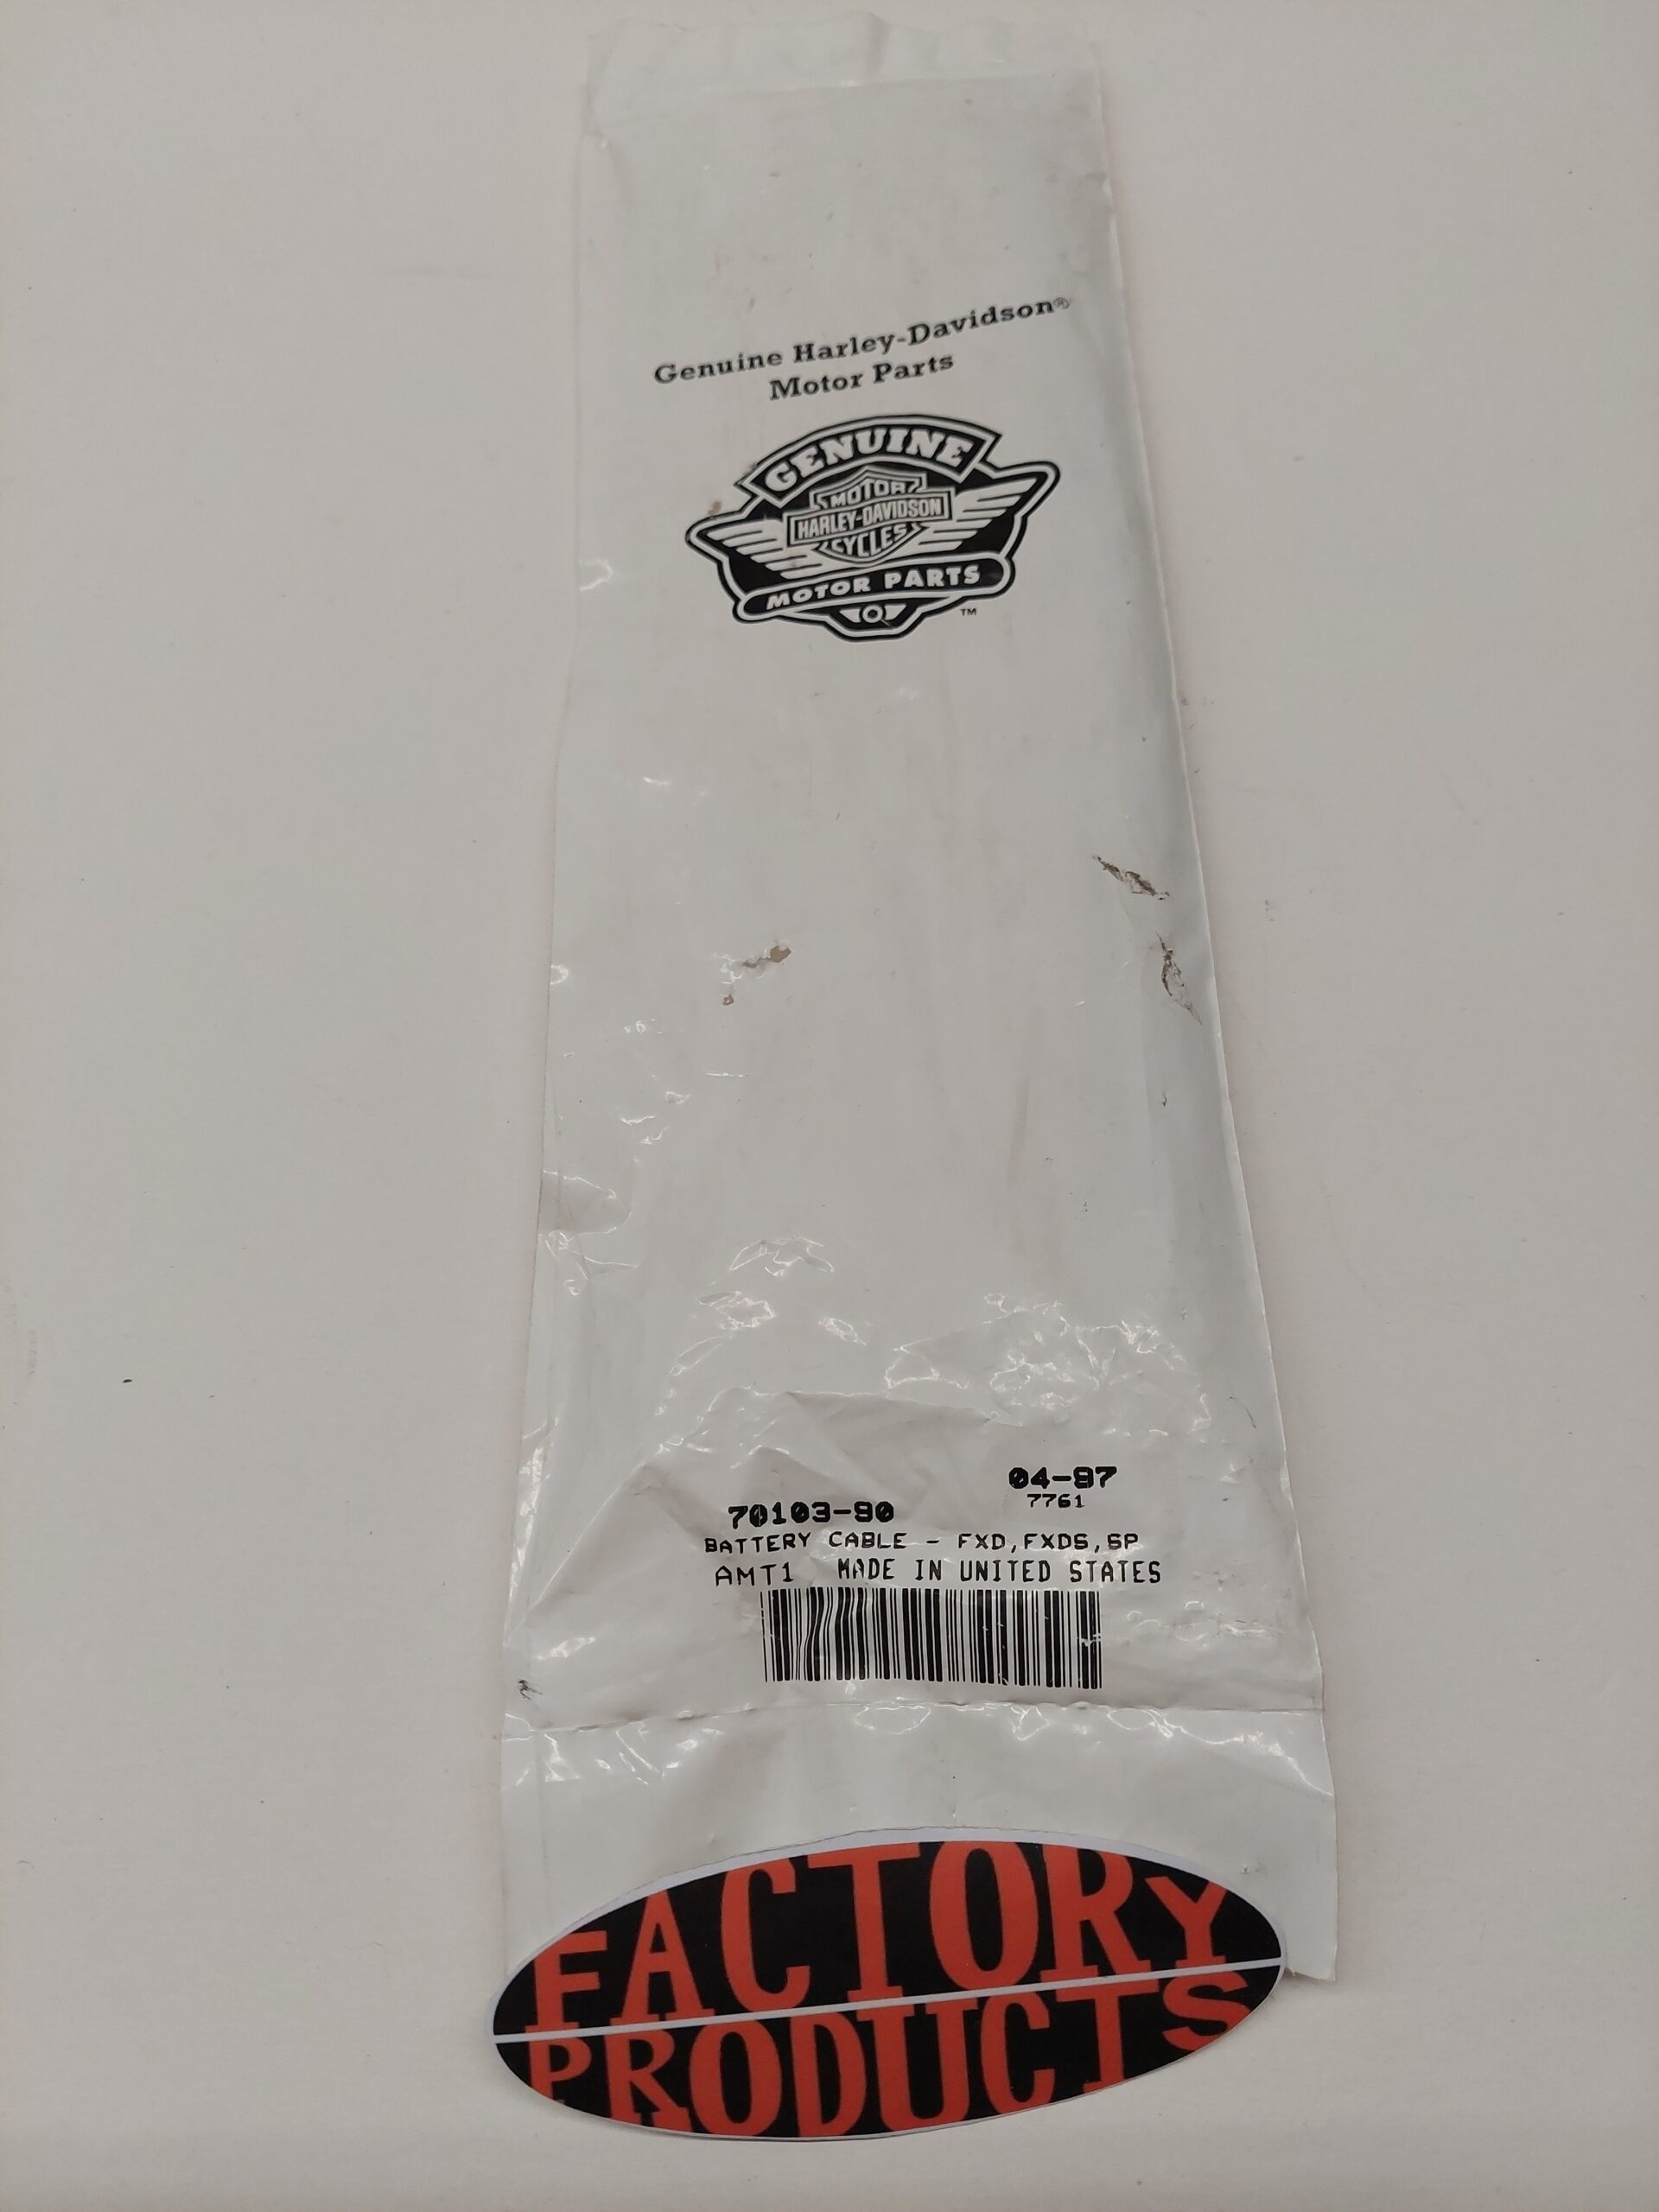 Genuine Harley-Davidson®
Motor Parts
GENUINE
MOTOR
HARLEY-DAVIDSON
CYCLES
MOTOR PARTS
™
04-97
7761
70103-90
BATTERY CABLE - FXD,FXDS,SP
AMT1 MADE IN UNITED STATES
FACTORY
PRODUCTS